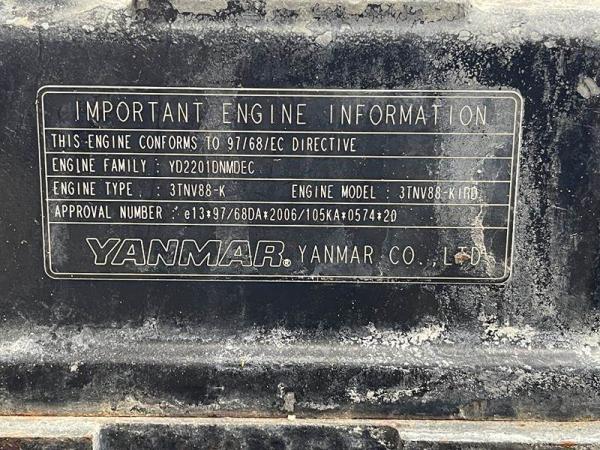 IMPORTANT ENGINE INFORMATION
THIS ENGINE CONFORMS TO 97/68/EC DIRECTIVE
ENGINE FAMILY : YD2201DNMDEC
ENGINE TYPE : 3TNV88-K ENGINE MODEL : 3TNV88-KIRD
APPROVAL NUMBER : e13*97/68DA*2006/105KA*0574*20
YANMAR® YANMAR CO., LTD